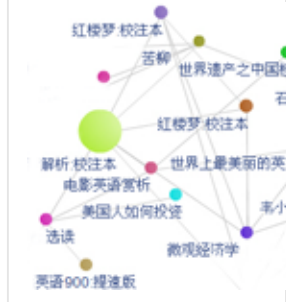 红楼梦:校注本
苦柳
世界遗产之中国
石
红楼梦 校注本
解析 校注本
世界上最美丽的英
电影英语赏析
美国人如何投资
韦小
选读
微观经济学
英语900:提速版